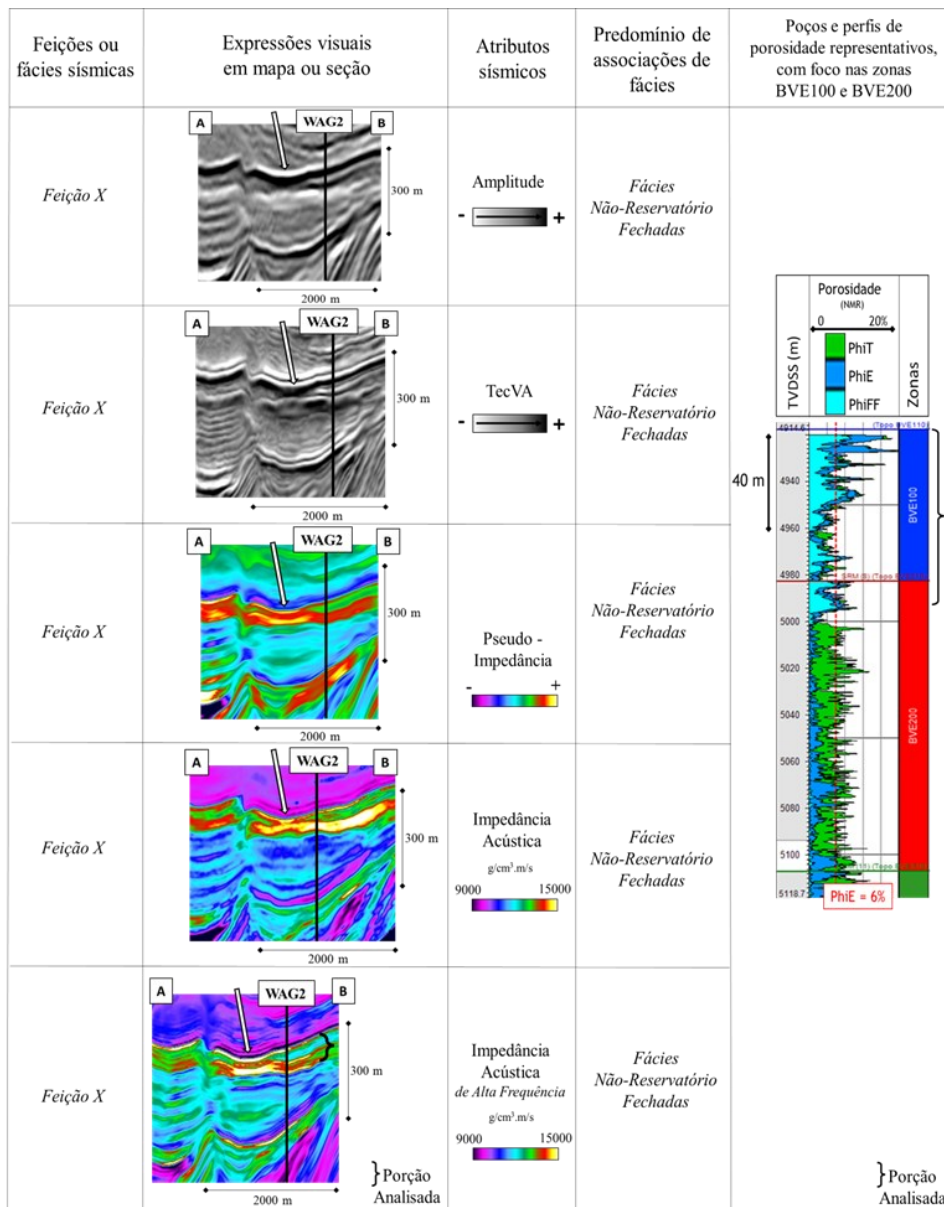 Feições ou
fácies sísmicas
Expressões visuais
em mapa ou seção
Atributos
sísmicos
Predomínio de
associações de
fácies
Poços e perfis de
porosidade representativos,
com foco nas zonas
BVE100 e BVE200
Feição X
A
WAG2
B
300 m
2000 m
Amplitude
- +
Fácies
Não-Reservatório
Fechadas
Feição X
A
WAG2
B
300 m
2000 m
TecVA
- +
Fácies
Não-Reservatório
Fechadas
Feição X
A
WAG2
B
300 m
2000 m
Pseudo -
Impedância
- +
Fácies
Não-Reservatório
Fechadas
Feição X
A
WAG2
B
300 m
2000 m
Impedância
Acústica
g/cm³.m/s
9000 15000
Fácies
Não-Reservatório
Fechadas
Feição X
A
WAG2
B
300 m
2000 m
Impedância
Acústica
de Alta Frequência
g/cm³.m/s
9000 15000
} Porção
Analisada
Fácies
Não-Reservatório
Fechadas
TVDSS (m)
Porosidade
(NMR)
0 20%
PhiT
PhiE
PhiFF
Zonas
4914.6
(Topo BVE110)
40 m
4940
4960
4980
SRM (S) (Topo
5000
5020
5040
5060
5080
5100
5118.7
BVE100
BVE200
PhiE = 6%
} Porção
Analisada